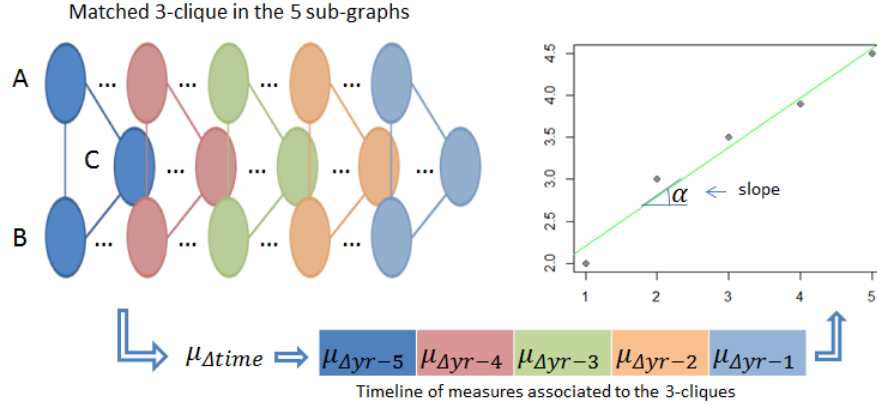 Matched 3-clique in the 5 sub-graphs
A ... ... ... ...
C ... ... ... ...
B ... ... ... ...
4.5
4.0
3.5
3.0
2.5
2.0
α slope
1 2 3 4 5
μΔtime μΔyr−5 μΔyr−4 μΔyr−3 μΔyr−2 μΔyr−1
Timeline of measures associated to the 3-cliques